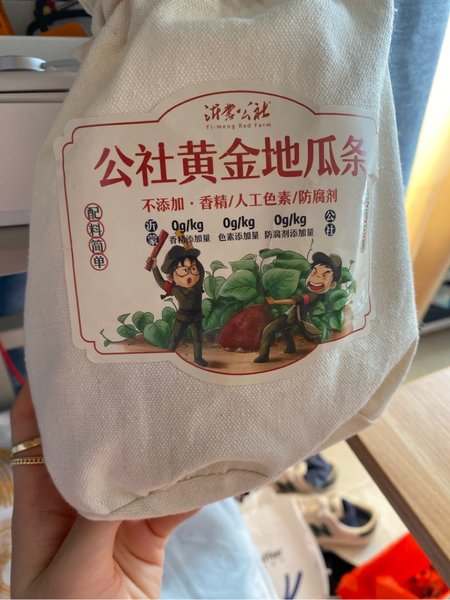 沂蒙公社
Yi-meng Red Farm
公社黄金地瓜条
不添加·香精/人工色素/防腐剂
配料简单
沂蒙
0g/kg 0g/kg 0g/kg
香精添加量 色素添加量 防腐剂添加量
公社